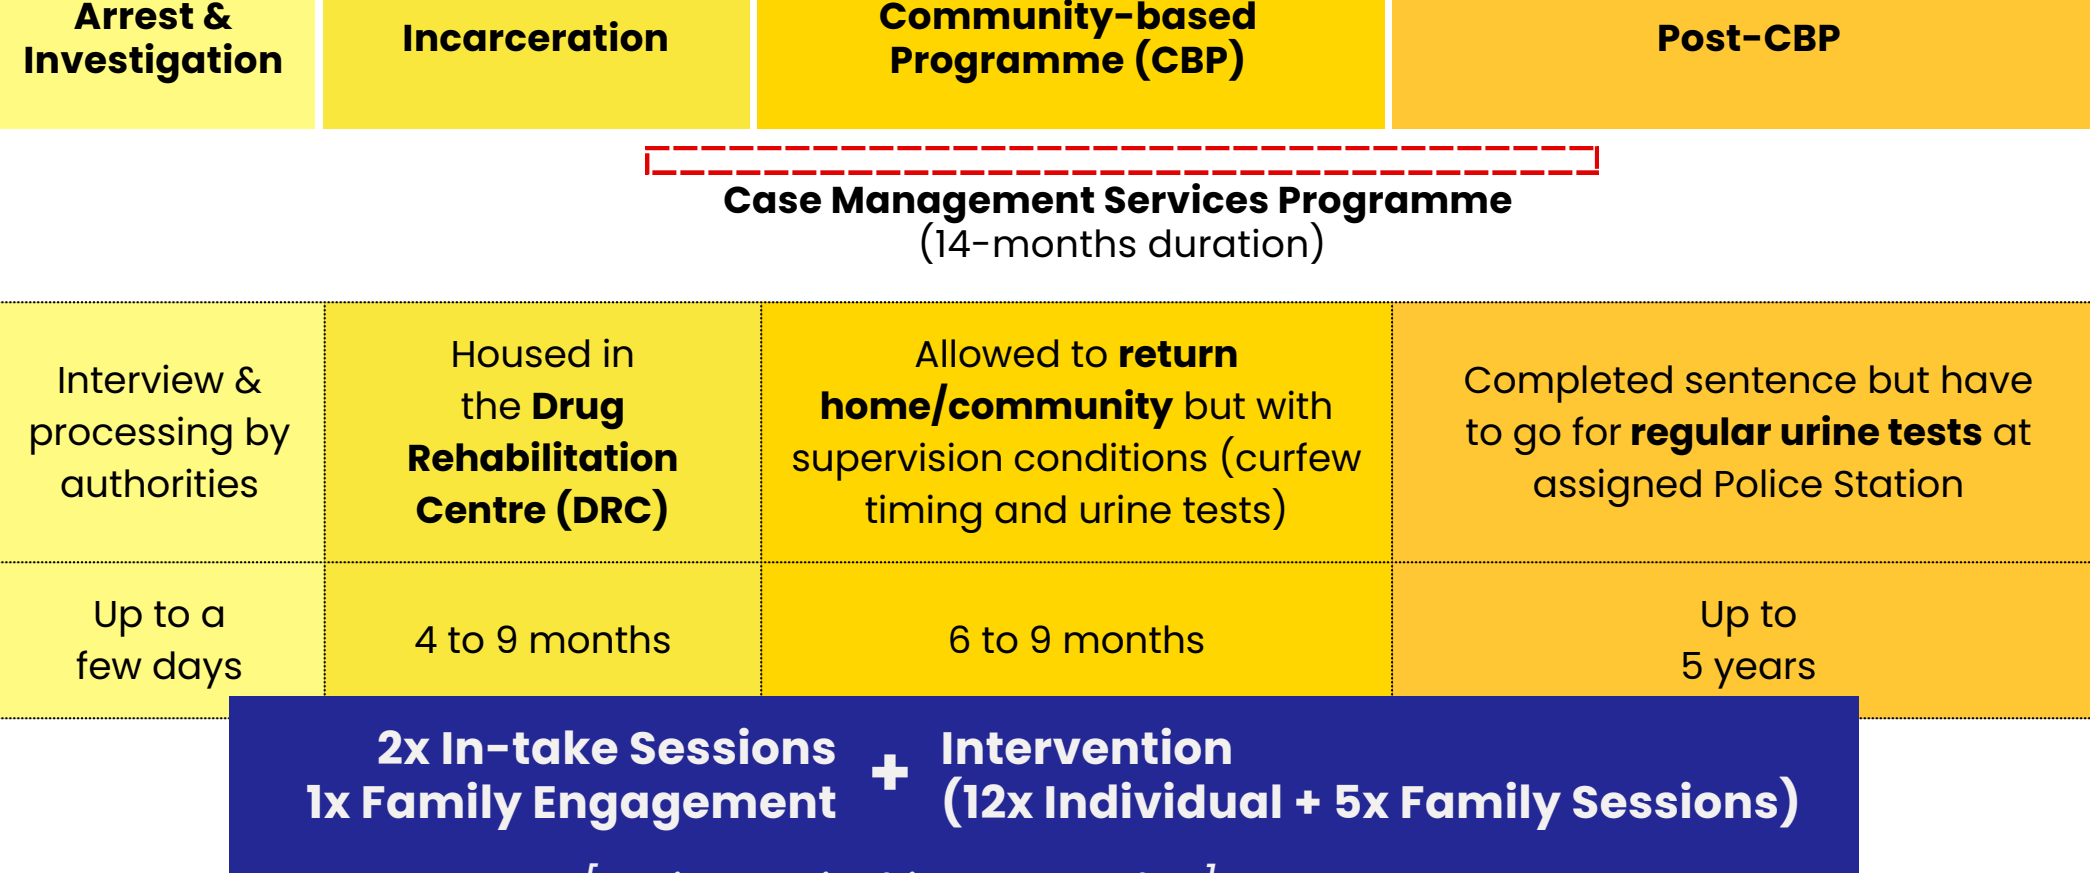 Arrest &
Investigation
Incarceration
Community-based
Programme (CBP)
Post-CBP
Case Management Services Programme
(14-months duration)
Interview &
processing by
authorities
Housed in
the Drug
Rehabilitation
Centre (DRC)
Allowed to return
home/community but with
supervision conditions (curfew
timing and urine tests)
Completed sentence but have
to go for regular urine tests at
assigned Police Station
Up to a
few days
4 to 9 months
6 to 9 months
Up to
5 years
2x In-take Sessions
1x Family Engagement
+
Intervention
(12x Individual + 5x Family Sessions)